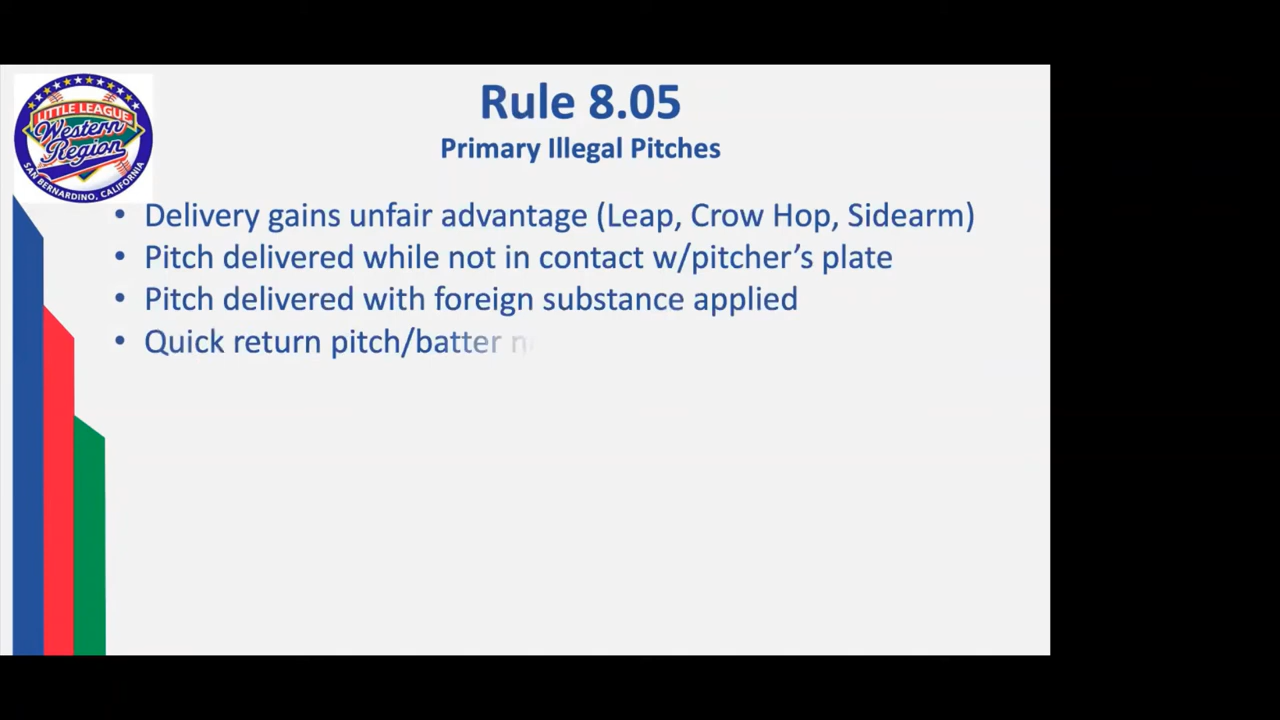 LITTLE LEAGUE
Western
Region
SAN BERNARDINO, CALIFORNIA
Rule 8.05
Primary Illegal Pitches
• Delivery gains unfair advantage (Leap, Crow Hop, Sidearm)
• Pitch delivered while not in contact w/pitcher’s plate
• Pitch delivered with foreign substance applied
• Quick return pitch/batter